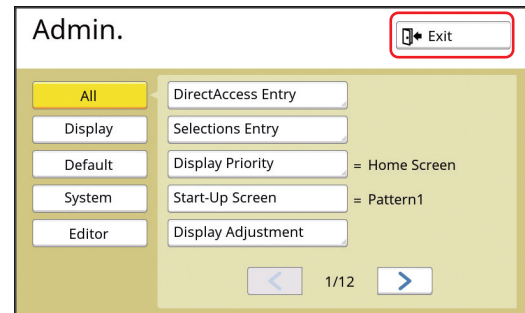 Admin.
Exit
All
DirectAccess Entry
Display
Selections Entry
Default
Display Priority = Home Screen
System
Start-Up Screen = Pattern1
Editor
Display Adjustment
1/12